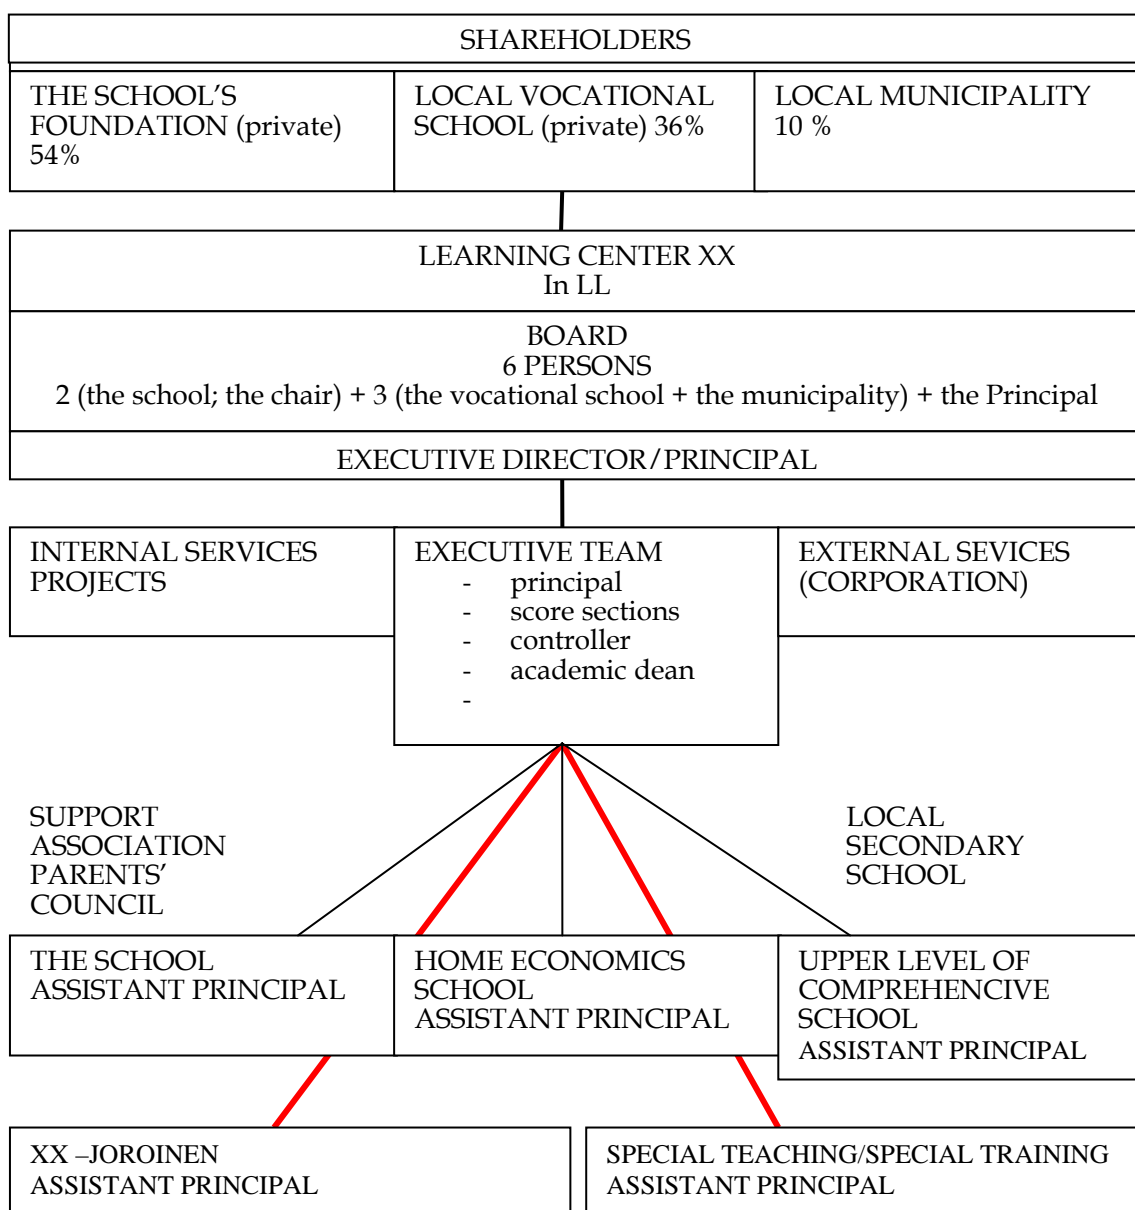 SHAREHOLDERS
THE SCHOOL'S
FOUNDATION (private)
54%
LOCAL VOCATIONAL
SCHOOL (private) 36%
LOCAL MUNICIPALITY
10 %
LEARNING CENTER XX
In LL
BOARD
6 PERSONS
2 (the school; the chair) + 3 (the vocational school + the municipality) + the Principal
EXECUTIVE DIRECTOR/PRINCIPAL
INTERNAL SERVICES
PROJECTS
EXECUTIVE TEAM
- principal
- score sections
- controller
- academic dean
-
EXTERNAL SEVICES
(CORPORATION)
SUPPORT
ASSOCIATION
PARENTS'
COUNCIL
LOCAL
SECONDARY
SCHOOL
THE SCHOOL
ASSISTANT PRINCIPAL
HOME ECONOMICS
SCHOOL
ASSISTANT PRINCIPAL
UPPER LEVEL OF
COMPREHENCIVE
SCHOOL
ASSISTANT PRINCIPAL
XX –JOROINEN
ASSISTANT PRINCIPAL
SPECIAL TEACHING/SPECIAL TRAINING
ASSISTANT PRINCIPAL